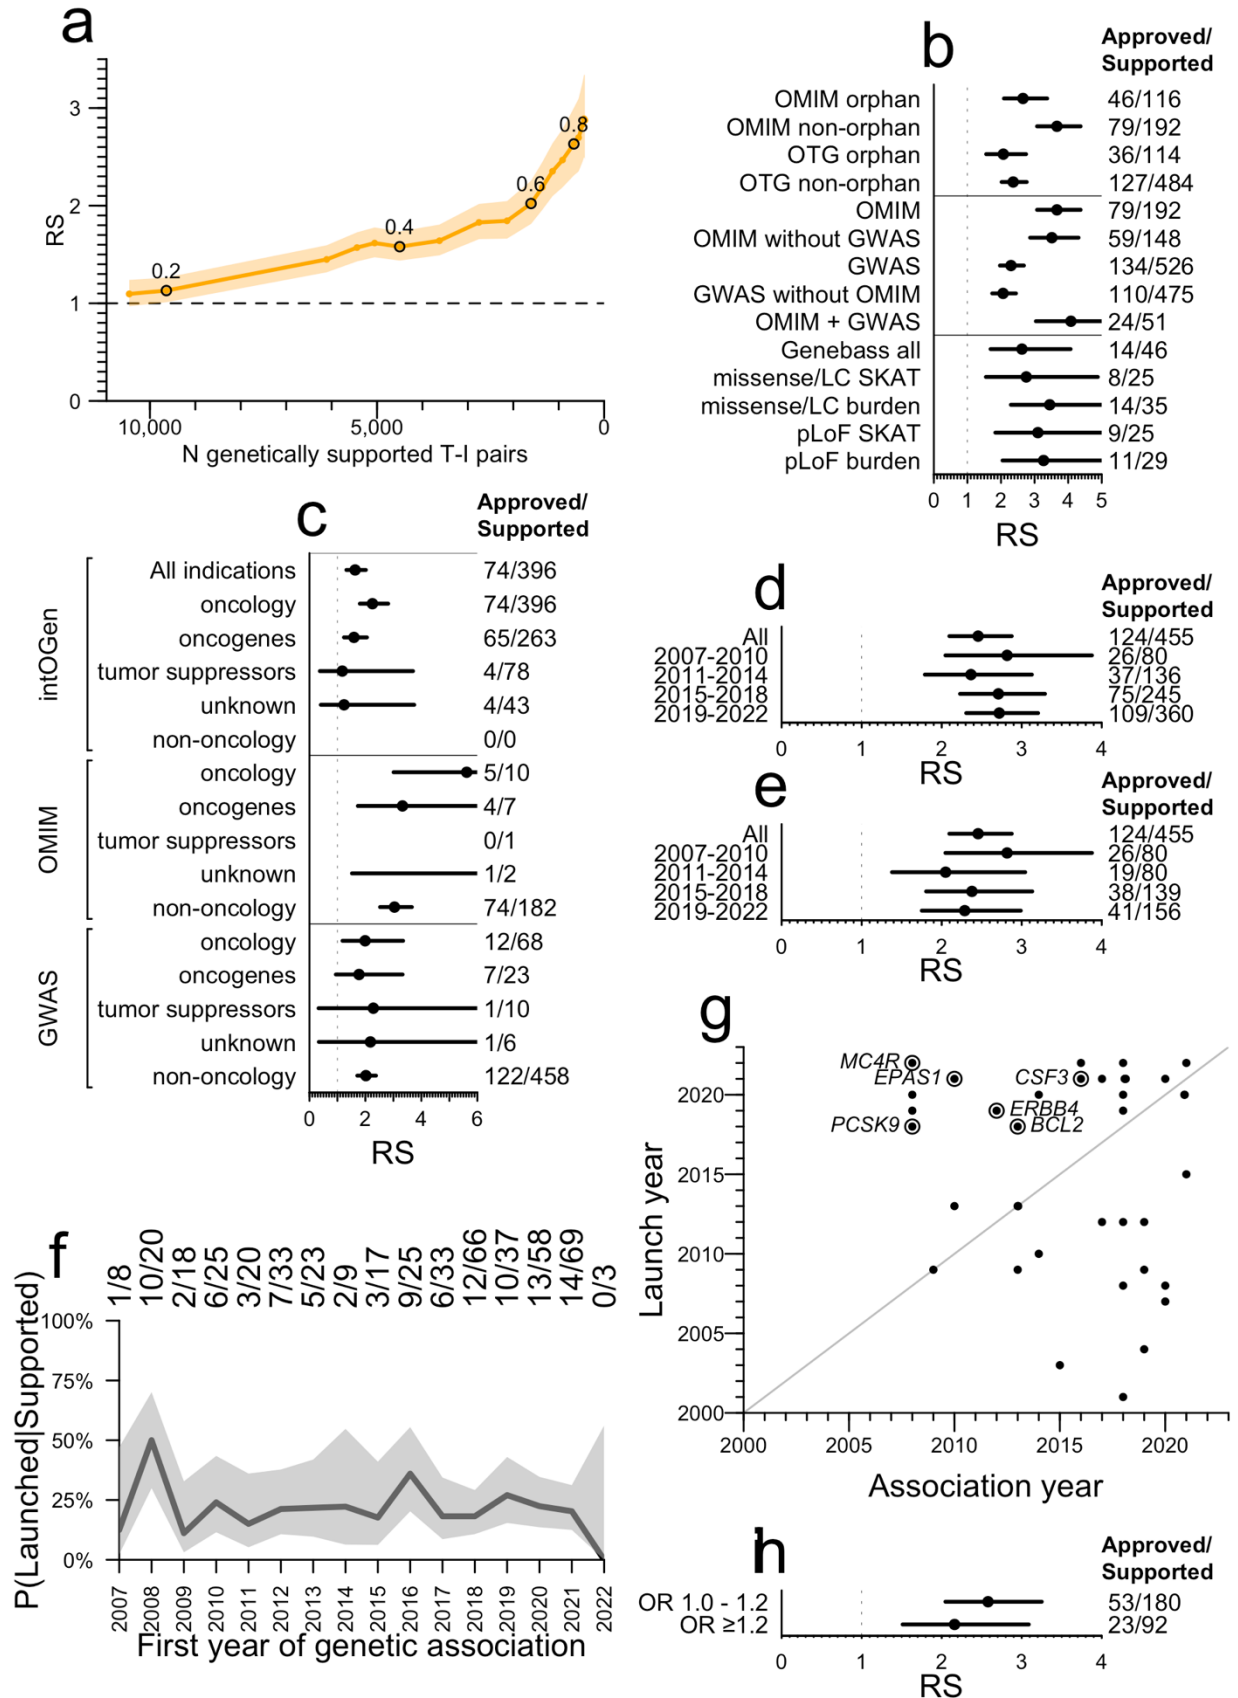 a
RS
3
2
1
0
0.2
0.4
0.6
0.8
10,000
5,000
0
N genetically supported T-I pairs
b
Approved/
Supported
OMIM orphan 46/116
OMIM non-orphan 79/192
OTG orphan 36/114
OTG non-orphan 127/484
OMIM 79/192
OMIM without GWAS 59/148
GWAS 134/526
GWAS without OMIM 110/475
OMIM + GWAS 24/51
Genebass all 14/46
missense/LC SKAT 8/25
missense/LC burden 14/35
pLoF SKAT 9/25
pLoF burden 11/29
0 1 2 3 4 5
RS
c
Approved/
Supported
intOGen
All indications 74/396
oncology 74/396
oncogenes 65/263
tumor suppressors 4/78
unknown 4/43
non-oncology 0/0
OMIM
oncology 5/10
oncogenes 4/7
tumor suppressors 0/1
unknown 1/2
non-oncology 74/182
GWAS
oncology 12/68
oncogenes 7/23
tumor suppressors 1/10
unknown 1/6
non-oncology 122/458
0 2 4 6
RS
d
Approved/
Supported
All 124/455
2007-2010 26/80
2011-2014 37/136
2015-2018 75/245
2019-2022 109/360
0 1 2 3 4
RS
e
Approved/
Supported
All 124/455
2007-2010 26/80
2011-2014 19/80
2015-2018 38/139
2019-2022 41/156
0 1 2 3 4
RS
f
1/8 10/20 2/18 6/25 3/20 7/33 5/23 2/9 3/17 9/25 6/33 12/66 10/37 13/58 14/69 0/3
P(Launched|Supported)
100%
75%
50%
25%
0%
2007 2008 2009 2010 2011 2012 2013 2014 2015 2016 2017 2018 2019 2020 2021 2022
First year of genetic association
g
Launch year
MC4R
EPAS1
CSF3
ERBB4
PCSK9
BCL2
2020
2015
2010
2005
2000
2000 2005 2010 2015 2020
Association year
h
Approved/
Supported
OR 1.0 - 1.2 53/180
OR ≥1.2 23/92
0 1 2 3 4
RS